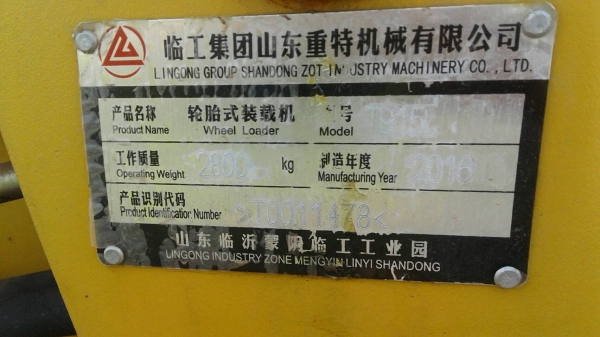 临工集团山东重特机械有限公司
LINGONG GROUP SHANDONG ZOT INDUSTRY MACHINERY CO., LTD.
产品名称 轮胎式装载机 号
Product Name Wheel Loader Model
工作质量 kg 制造年度 2016
Operating Weight Manufacturing Year
产品识别代码
Product Identification Number >T0011478<
山东临沂蒙阴临工工业园
LINGONG INDUSTRY ZONE MENGYIN LINYI SHANDONG